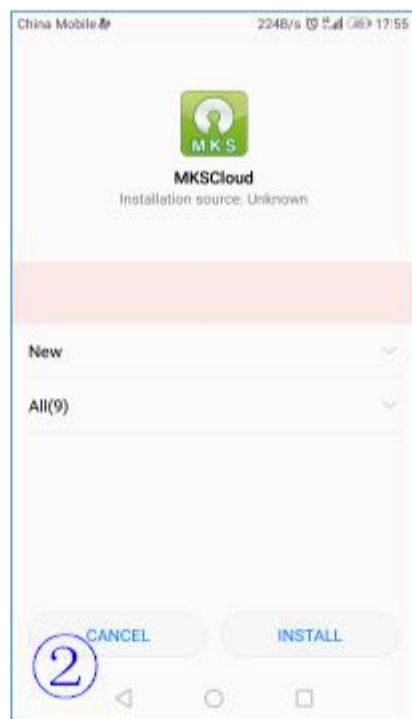 China Mobile 224B/s 17:55
MKS
MKSCloud
Installation source: Unknown
New
All(9)
CANCEL INSTALL
②